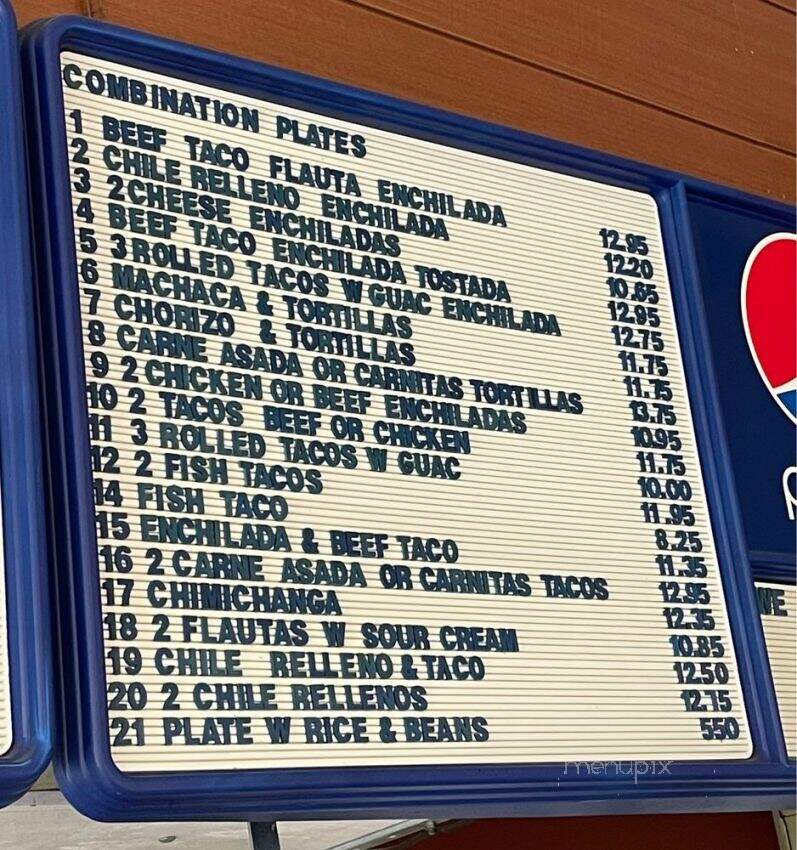 COMBINATION PLATES
1 BEEF TACO FLAUTA ENCHILADA 12.95
2 CHILE RELLENO ENCHILADA 12.20
3 2 CHEESE ENCHILADAS 10.65
4 BEEF TACO ENCHILADA TOSTADA 12.95
5 3 ROLLED TACOS W GUAC ENCHILADA 12.75
6 MACHACA & TORTILLAS 11.75
7 CHORIZO & TORTILLAS 11.75
8 CARNE ASADA OR CARNITAS TORTILLAS 13.75
9 2 CHICKEN OR BEEF ENCHILADAS 10.95
10 2 TACOS BEEF OR CHICKEN 11.75
11 3 ROLLED TACOS W GUAC 10.00
12 2 FISH TACOS 11.95
14 FISH TACO 8.25
15 ENCHILADA & BEEF TACO 11.35
16 2 CARNE ASADA OR CARNITAS TACOS 12.95
17 CHIMICHANGA 12.35
18 2 FLAUTAS W SOUR CREAM 10.85
19 CHILE RELLENO & TACO 12.50
20 2 CHILE RELLENOS 12.75
21 PLATE W RICE & BEANS 550
WE
menupix